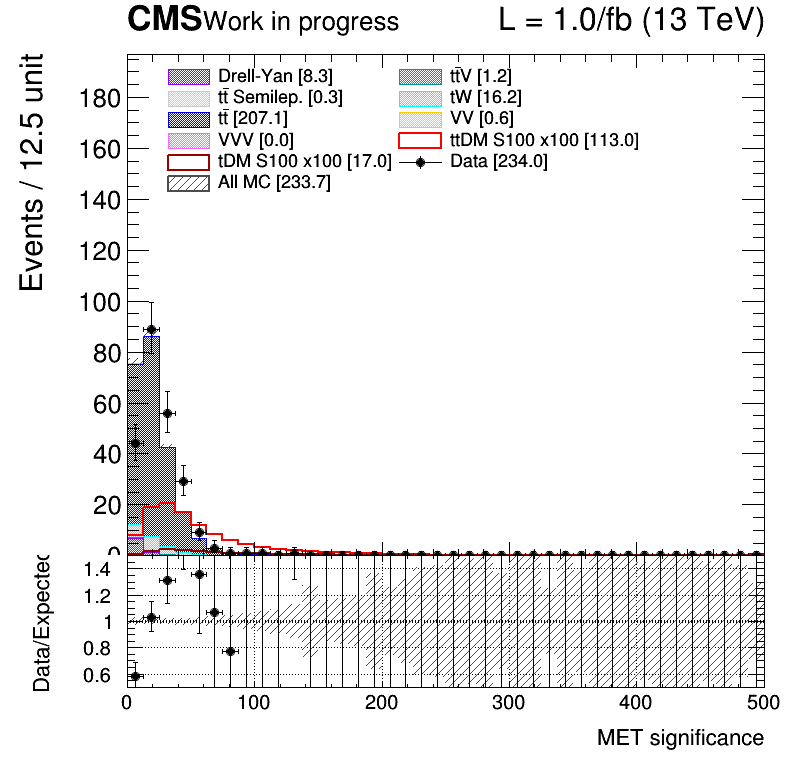 CMS Work in progress L = 1.0/fb (13 TeV)
Drell-Yan [8.3] tt̄V [1.2]
tt̄ Semilep. [0.3] tW [16.2]
tt̄ [207.1] VV [0.6]
VVV [0.0] ttDM S100 x100 [113.0]
tDM S100 x100 [17.0] Data [234.0]
All MC [233.7]
Events / 12.5 unit
180
160
140
120
100
80
60
40
20
0
Data/Expected
1.4
1.2
1
0.8
0.6
0 100 200 300 400 500
MET significance